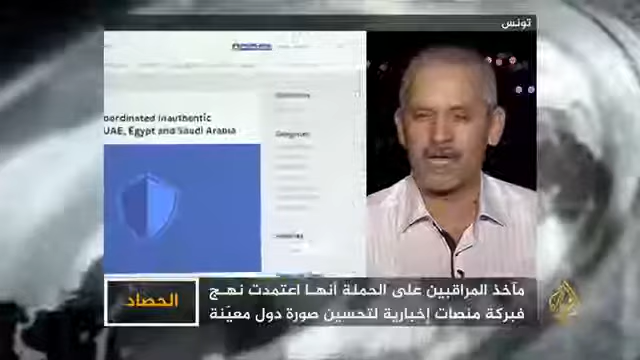 تونس
oordinated Inauthentic
UAE, Egypt and Saudi Arabia
مآخذ المراقبين على الحملة أنها اعتمدت نهج
فبركة منصات إخبارية لتحسين صورة دول معيّنة
الحصاد